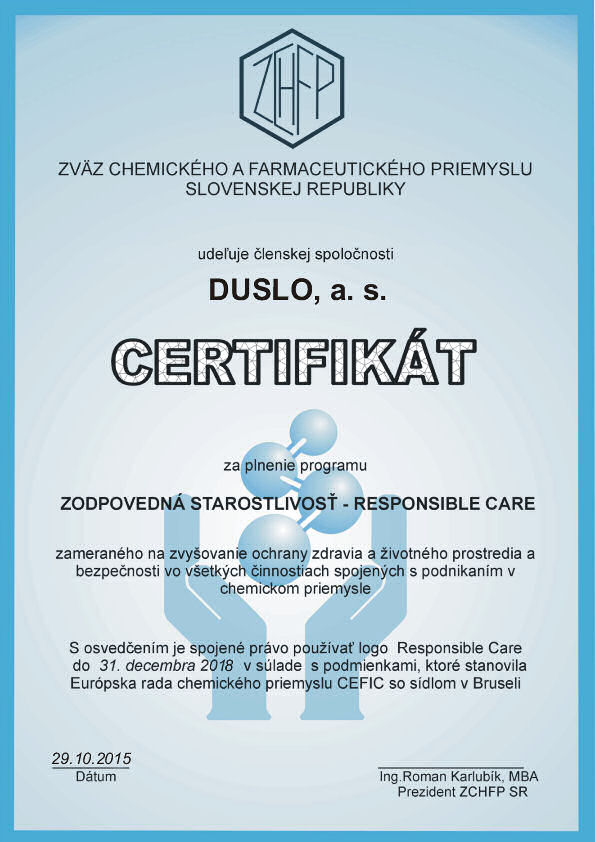 ZCHFP
ZVÄZ CHEMICKÉHO A FARMACEUTICKÉHO PRIEMYSLU
SLOVENSKEJ REPUBLIKY
udeľuje členskej spoločnosti
DUSLO, a. s.
CERTIFIKÁT
za plnenie programu
ZODPOVEDNÁ STAROSTLIVOSŤ - RESPONSIBLE CARE
zameraného na zvyšovanie ochrany zdravia a životného prostredia a
bezpečnosti vo všetkých činnostiach spojených s podnikaním v
chemickom priemysle
S osvedčením je spojené právo používať logo Responsible Care
do 31. decembra 2018 v súlade s podmienkami, ktoré stanovila
Európska rada chemického priemyslu CEFIC so sídlom v Bruseli
29.10.2015
Dátum
Ing.Roman Karlubík, MBA
Prezident ZCHFP SR